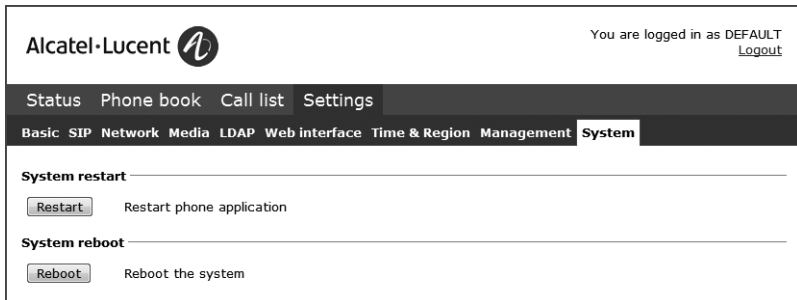 Alcatel·Lucent
You are logged in as DEFAULT
Logout
Status Phone book Call list Settings
Basic SIP Network Media LDAP Web interface Time & Region Management System
System restart
Restart Restart phone application
System reboot
Reboot Reboot the system